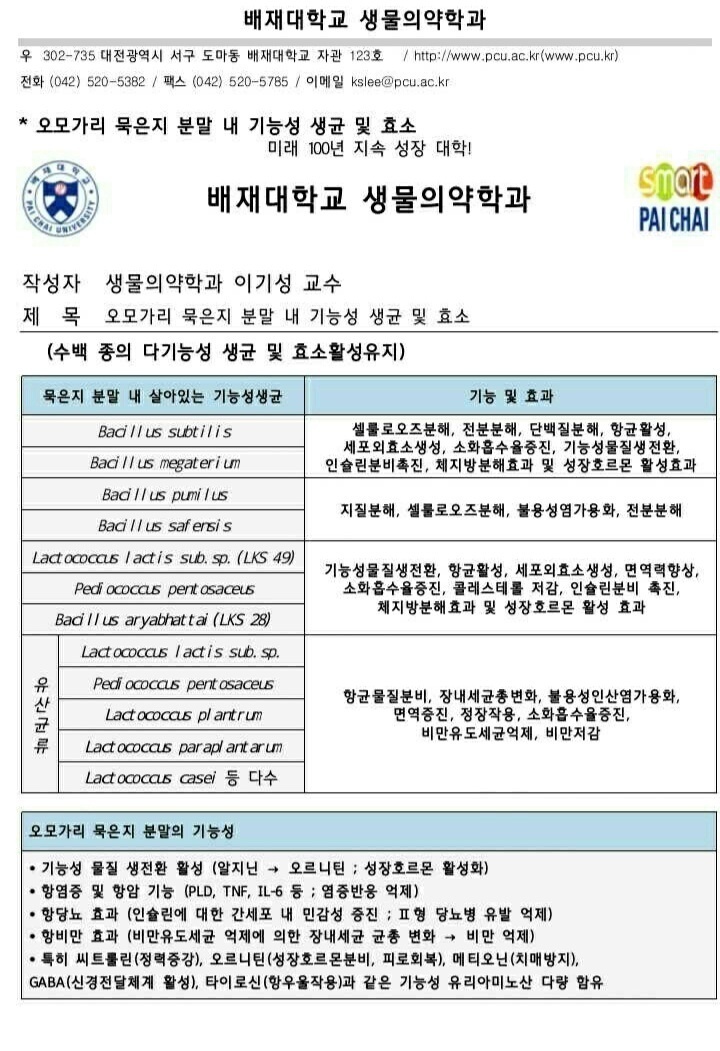 배재대학교 생물의약학과
우 302-735 대전광역시 서구 도마동 배재대학교 자관 123호 / http://www.pcu.ac.kr(www.pcu.kr)
전화 (042) 520-5382 / 팩스 (042) 520-5785 / 이메일 kslee@pcu.ac.kr
* 오모가리 묵은지 분말 내 기능성 생균 및 효소
미래 100년 지속 성장 대학!
배재대학교
PAI CHAI UNIVERSITY
배재대학교 생물의약학과
smart
PAI CHAI
작성자 생물의약학과 이기성 교수
제 목 오모가리 묵은지 분말 내 기능성 생균 및 효소
(수백 종의 다기능성 생균 및 효소활성유지)
묵은지 분말 내 살아있는 기능성생균
기능 및 효과
Bacillus subtilis
Bacillus megaterium
셀룰로오즈분해, 전분분해, 단백질분해, 항균활성,
세포외효소생성, 소화흡수율증진, 기능성물질생전환,
인슐린분비촉진, 체지방분해효과 및 성장호르몬 활성효과
Bacillus pumilus
Bacillus safensis
지질분해, 셀룰로오즈분해, 불용성염가용화, 전분분해
Lactococcus lactis sub.sp. (LKS 49)
Pediococcus pentosaceus
Bacillus aryabhattai (LKS 28)
기능성물질생전환, 항균활성, 세포외효소생성, 면역력향상,
소화흡수율증진, 콜레스테롤 저감, 인슐린분비 촉진,
체지방분해효과 및 성장호르몬 활성 효과
유산균류
Lactococcus lactis sub.sp.
Pediococcus pentosaceus
Lactococcus plantrum
Lactococcus paraplantarum
Lactococcus casei 등 다수
항균물질분비, 장내세균총변화, 불용성인산염가용화,
면역증진, 정장작용, 소화흡수율증진,
비만유도세균억제, 비만저감
오모가리 묵은지 분말의 기능성
• 기능성 물질 생전환 활성 (알지닌 → 오르니틴 ; 성장호르몬 활성화)
• 항염증 및 항암 기능 (PLD, TNF, IL-6 등 ; 염증반응 억제)
• 항당뇨 효과 (인슐린에 대한 간세포 내 민감성 증진 ; Ⅱ형 당뇨병 유발 억제)
• 항비만 효과 (비만유도세균 억제에 의한 장내세균 균총 변화 → 비만 억제)
• 특히 씨트룰린(정력증강), 오르니틴(성장호르몬분비, 피로회복), 메티오닌(치매방지),
GABA(신경전달체계 활성), 타이로신(항우울작용)과 같은 기능성 유리아미노산 다량 함유